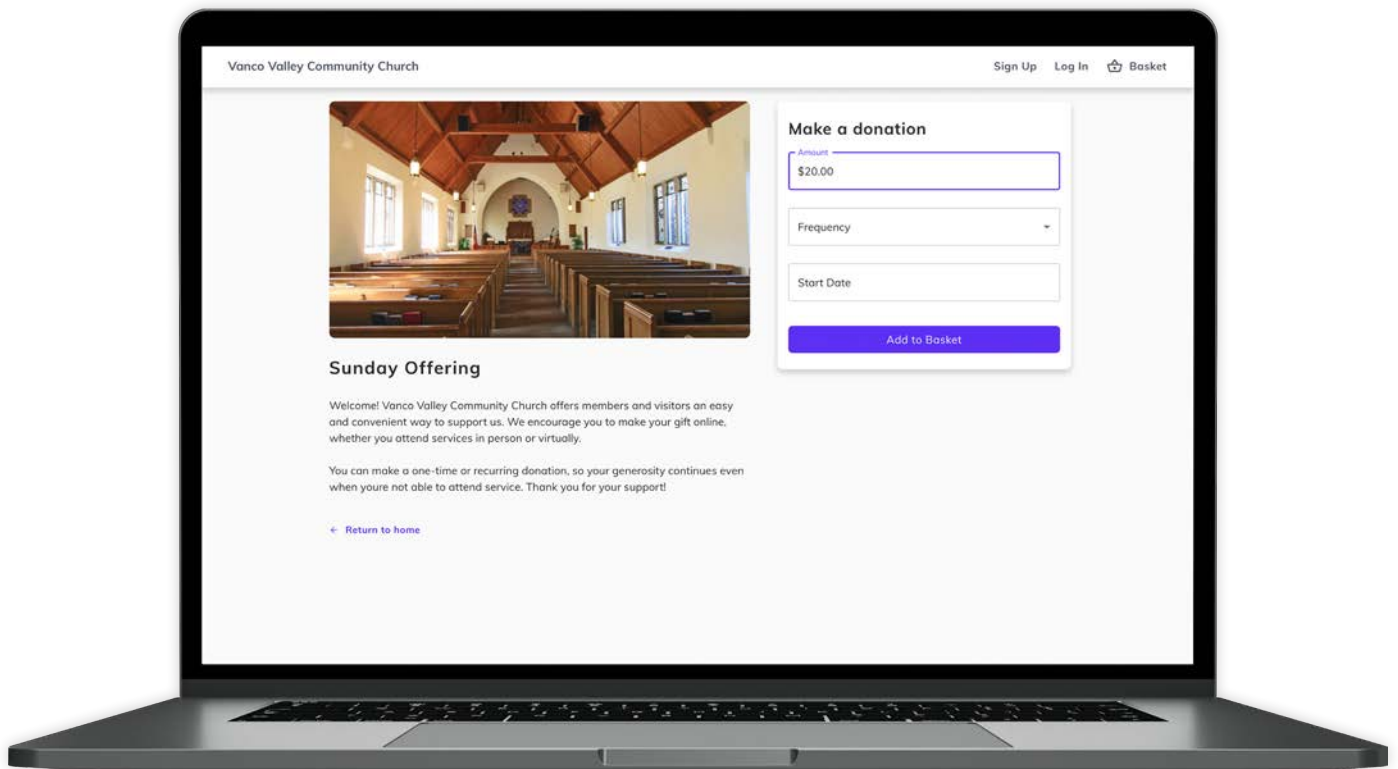 Vanco Valley Community Church
Sign Up Log In Basket
Make a donation
Amount
$20.00
Frequency
Start Date
Add to Basket
Sunday Offering
Welcome! Vanco Valley Community Church offers members and visitors an easy
and convenient way to support us. We encourage you to make your gift online,
whether you attend services in person or virtually.
You can make a one-time or recurring donation, so your generosity continues even
when youre not able to attend service. Thank you for your support!
← Return to home